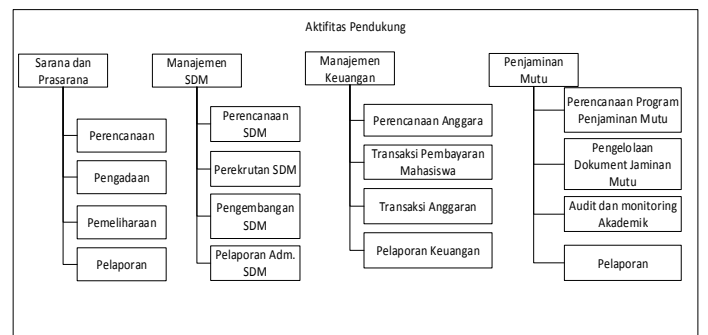 Aktifitas Pendukung
Sarana dan
Prasarana
Perencanaan
Pengadaan
Pemeliharaan
Pelaporan
Manajemen
SDM
Perencanaan
SDM
Perekrutan SDM
Pengembangan
SDM
Pelaporan Adm.
SDM
Manajemen
Keuangan
Perencanaan Anggara
Transaksi Pembayaran
Mahasiswa
Transaksi Anggaran
Pelaporan Keuangan
Penjaminan
Mutu
Perencanaan Program
Penjaminan Mutu
Pengelolaan
Dokument Jaminan
Mutu
Audit dan monitoring
Akademik
Pelaporan